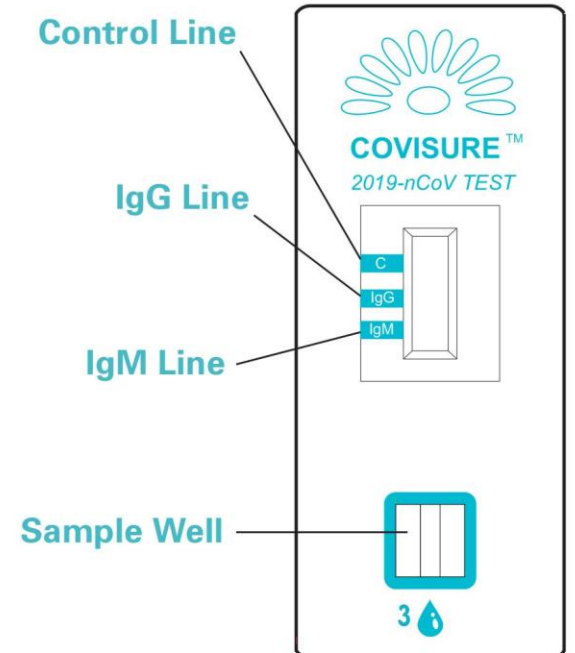 Control Line
IgG Line
IgM Line
Sample Well
COVISURE™
2019-nCoV TEST
C
IgG
IgM
3